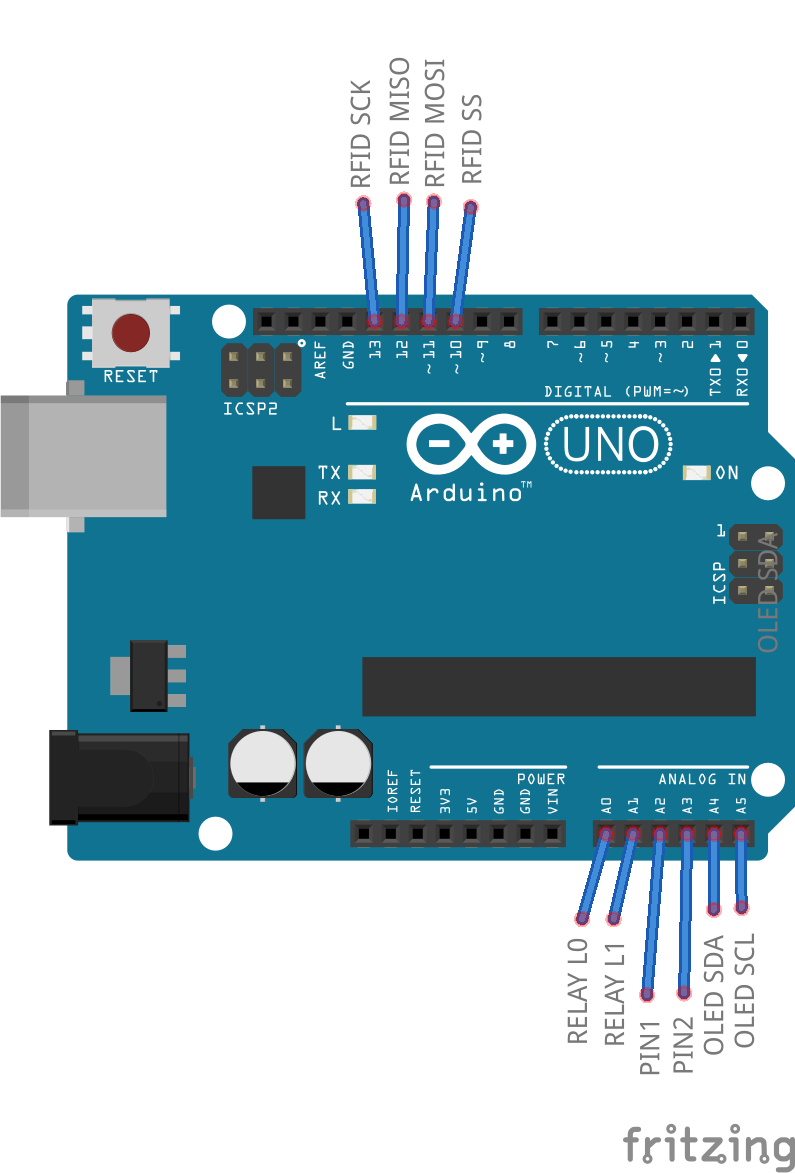 RFID SCK
RFID MISO
RFID MOSI
RFID SS
RESET
ICSP2
AREF
GND
13
12
~11
~10
~9
8
7
~6
~5
4
~3
2
TX0▶1
RX0◀0
DIGITAL (PWM=~)
L
TX
RX
UNO
Arduino™
ON
1
ICSP
OLED SDA
IOREF
RESET
3V3
5V
GND
GND
VIN
POWER
ANALOG IN
A0
A1
A2
A3
A4
A5
RELAY L0
RELAY L1
PIN1
PIN2
OLED SDA
OLED SCL
fritzing